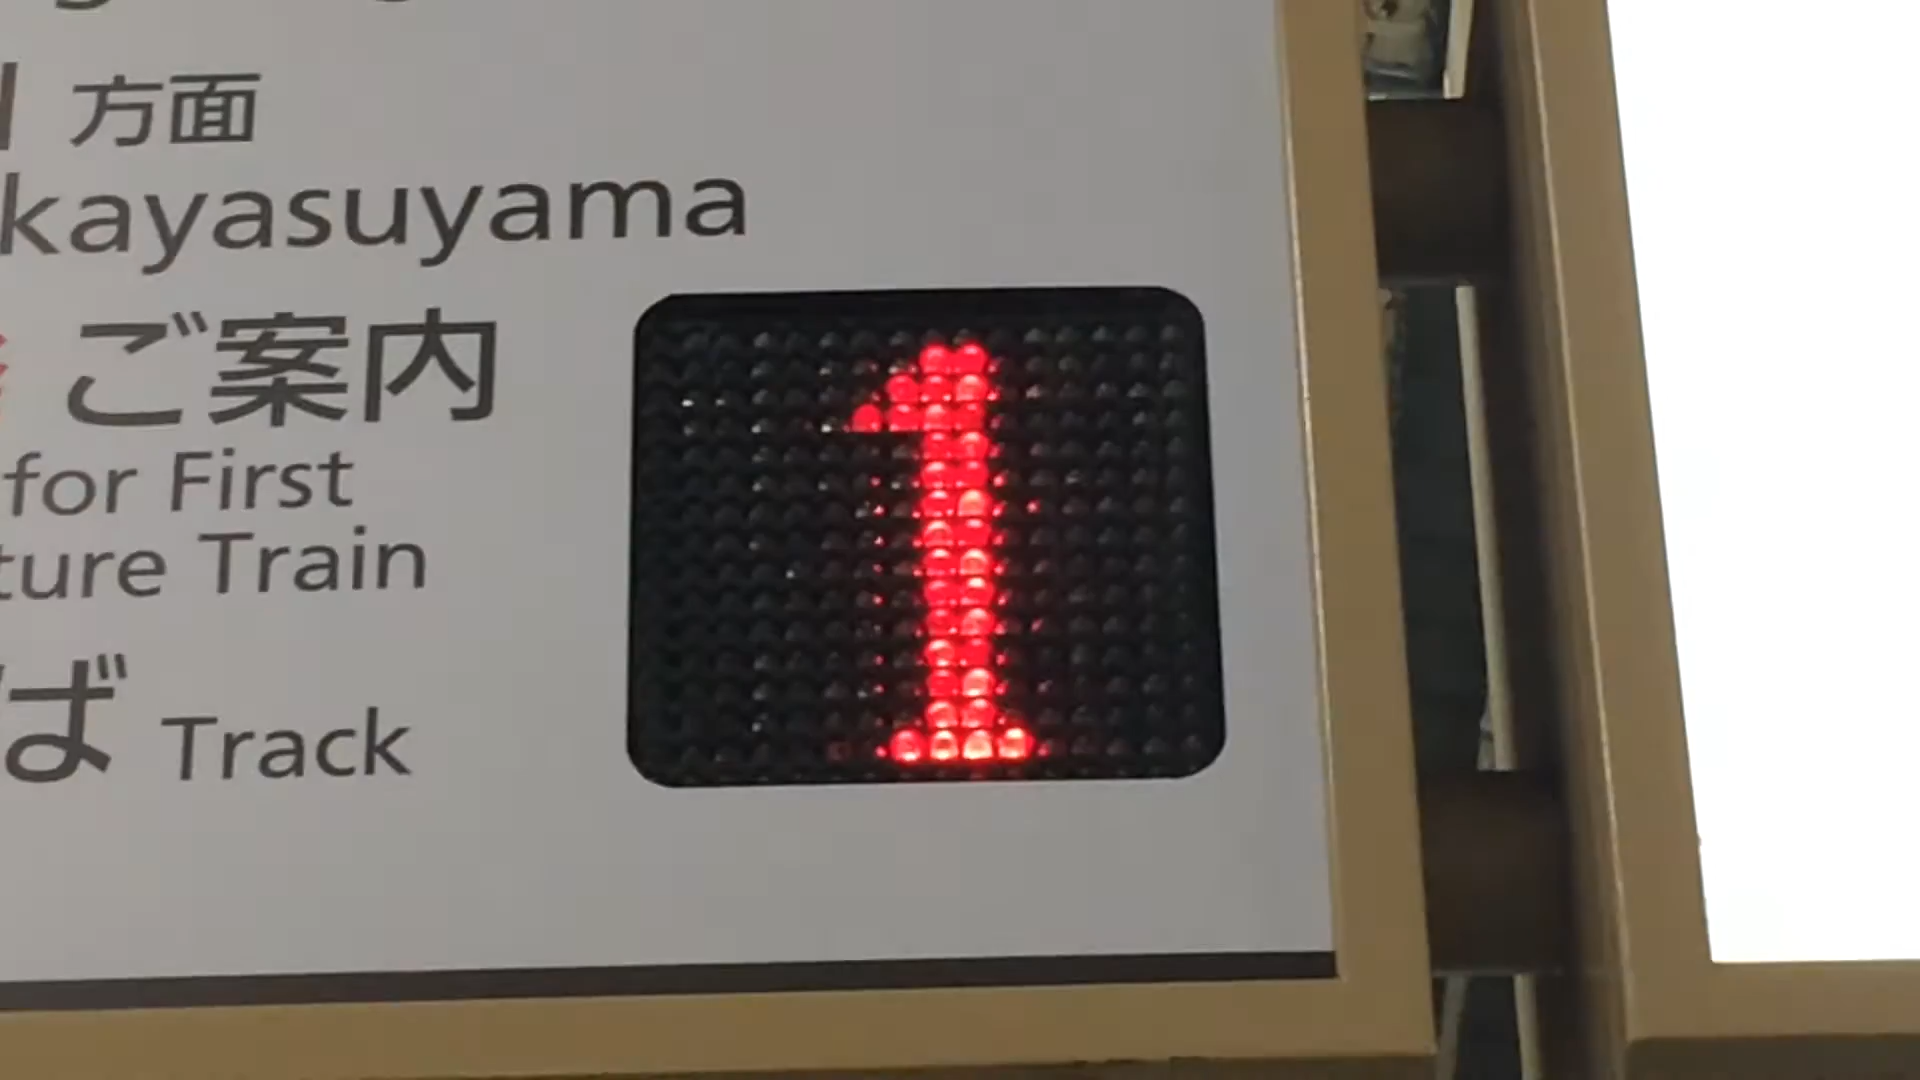 方面
kayasuyama
ご案内
for First
ture Train
ば Track
1